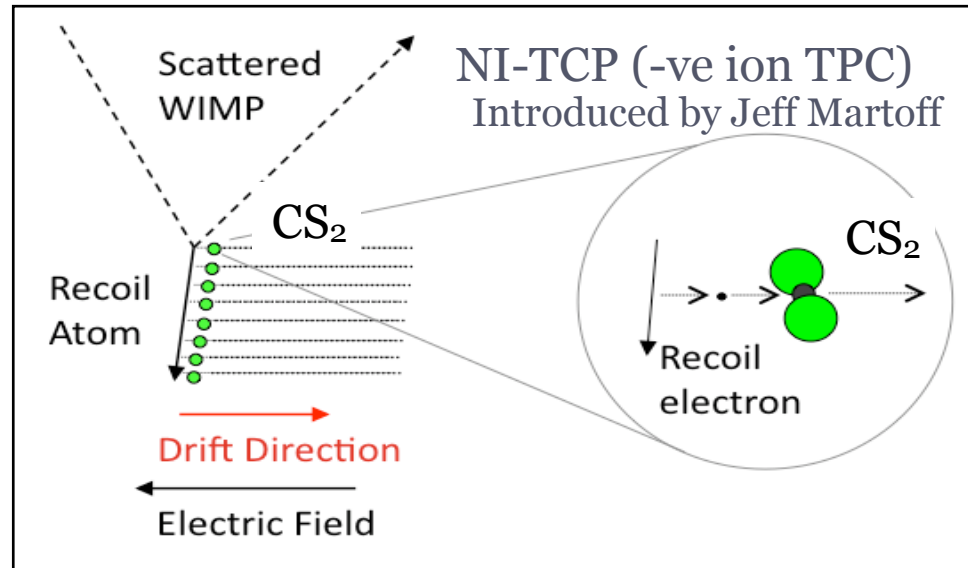 Scattered
WIMP
NI-TCP (-ve ion TPC)
Introduced by Jeff Martoff
CS₂
Recoil
Atom
Drift Direction
Electric Field
CS₂
Recoil
electron